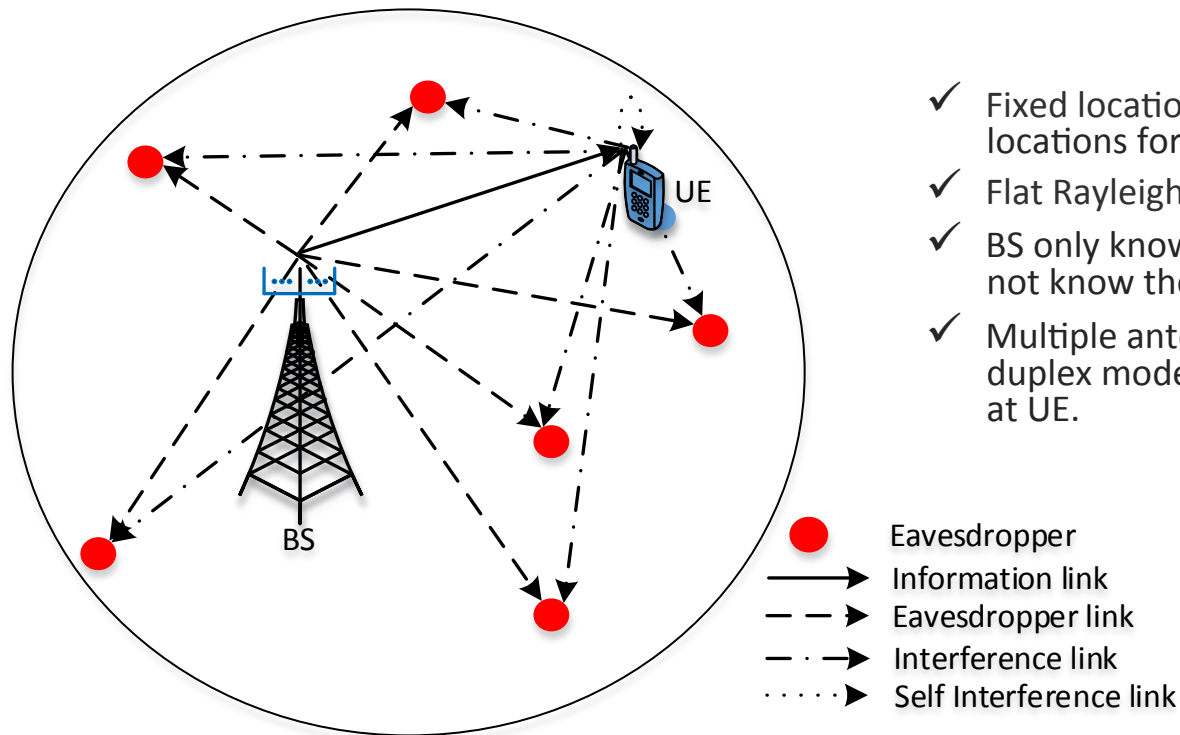 ✓ Fixed location
locations for
✓ Flat Rayleigh
✓ BS only know
not know the
✓ Multiple ante
duplex mode
at UE.
UE
BS
Eavesdropper
Information link
Eavesdropper link
Interference link
Self Interference link